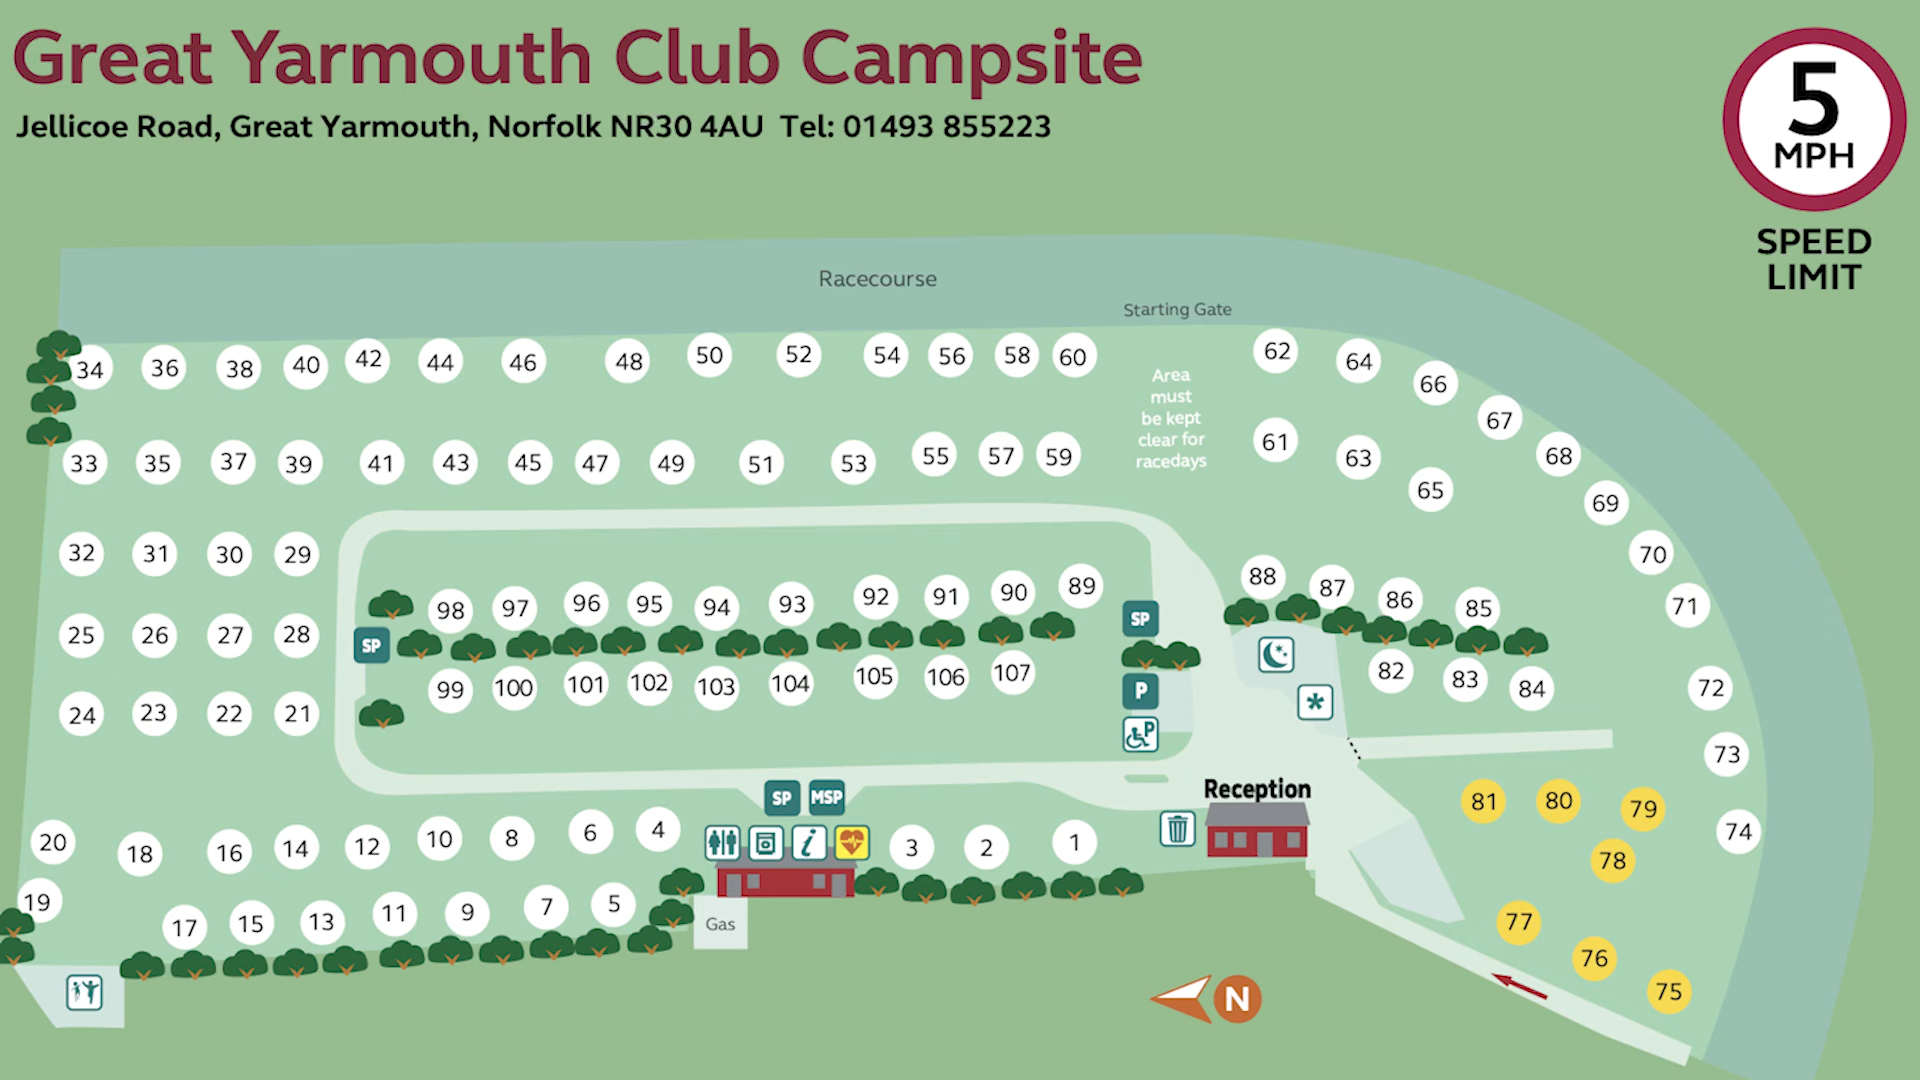 Great Yarmouth Club Campsite
Jellicoe Road, Great Yarmouth, Norfolk NR30 4AU Tel: 01493 855223
5
MPH
SPEED
LIMIT
Racecourse
Starting Gate
34 36 38 40 42 44 46 48 50 52 54 56 58 60 62 64 66 67 68 69 70 71 72 73 74
Area
must
be kept
clear for
racedays
33 35 37 39 41 43 45 47 49 51 53 55 57 59 61 63 65
32 31 30 29
98 97 96 95 94 93 92 91 90 89
88 87 86 85
25 26 27 28
SP
SP
99 100 101 102 103 104 105 106 107
P
P
82 83 84
24 23 22 21
Reception
SP MSP
81 80 79
78
20 18 16 14 12 10 8 6 4
i
3 2 1
19 17 15 13 11 9 7 5
Gas
77
76
75
N